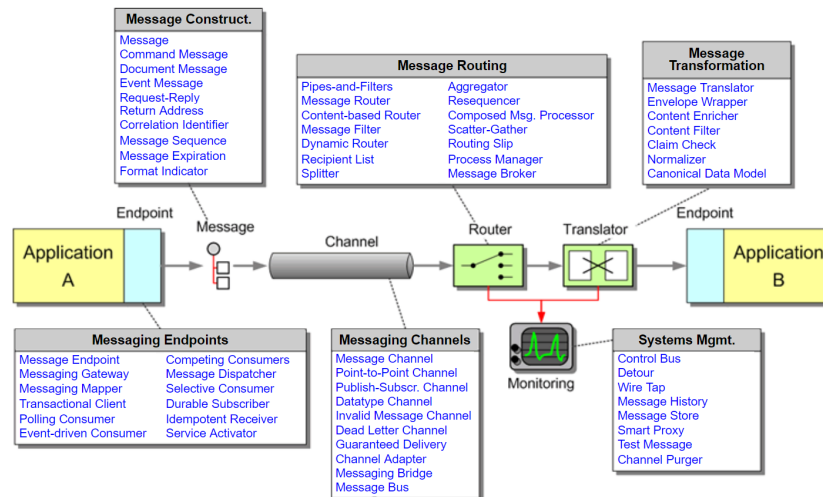 Message Construct.
Message
Command Message
Document Message
Event Message
Request-Reply
Return Address
Correlation Identifier
Message Sequence
Message Expiration
Format Indicator
Message Routing
Pipes-and-Filters
Message Router
Content-based Router
Message Filter
Dynamic Router
Recipient List
Splitter
Aggregator
Resequencer
Composed Msg. Processor
Scatter-Gather
Routing Slip
Process Manager
Message Broker
Message
Transformation
Message Translator
Envelope Wrapper
Content Enricher
Content Filter
Claim Check
Normalizer
Canonical Data Model
Endpoint
Message
Channel
Router
Translator
Endpoint
Application
A
Application
B
Messaging Endpoints
Message Endpoint
Messaging Gateway
Messaging Mapper
Transactional Client
Polling Consumer
Event-driven Consumer
Competing Consumers
Message Dispatcher
Selective Consumer
Durable Subscriber
Idempotent Receiver
Service Activator
Messaging Channels
Message Channel
Point-to-Point Channel
Publish-Subscr. Channel
Datatype Channel
Invalid Message Channel
Dead Letter Channel
Guaranteed Delivery
Channel Adapter
Messaging Bridge
Message Bus
Monitoring
Systems Mgmt.
Control Bus
Detour
Wire Tap
Message History
Message Store
Smart Proxy
Test Message
Channel Purger